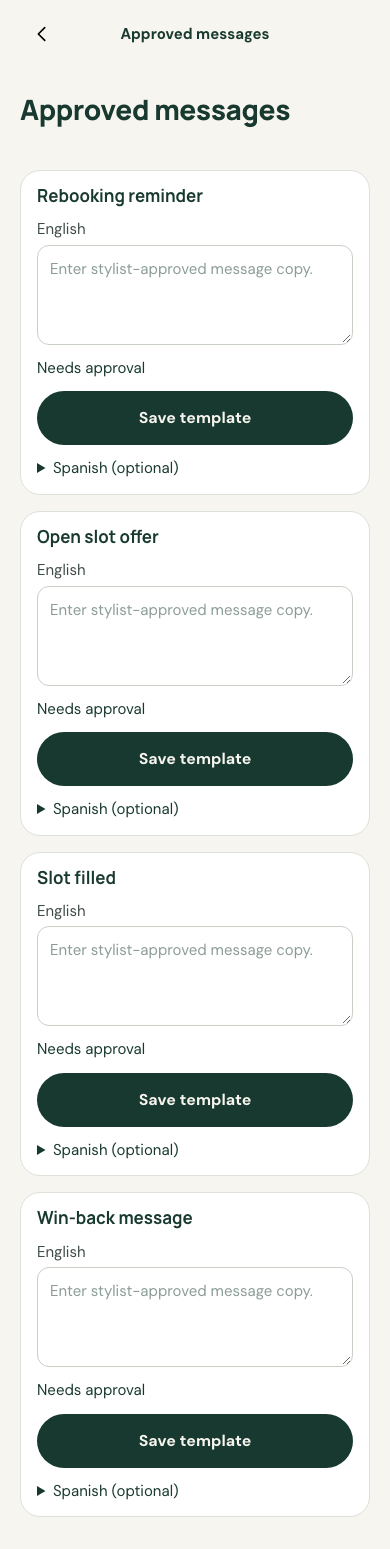 Approved messages
Approved messages
Rebooking reminder
English
Enter stylist-approved message copy.
Needs approval
Save template
Spanish (optional)
Open slot offer
English
Enter stylist-approved message copy.
Needs approval
Save template
Spanish (optional)
Slot filled
English
Enter stylist-approved message copy.
Needs approval
Save template
Spanish (optional)
Win-back message
English
Enter stylist-approved message copy.
Needs approval
Save template
Spanish (optional)